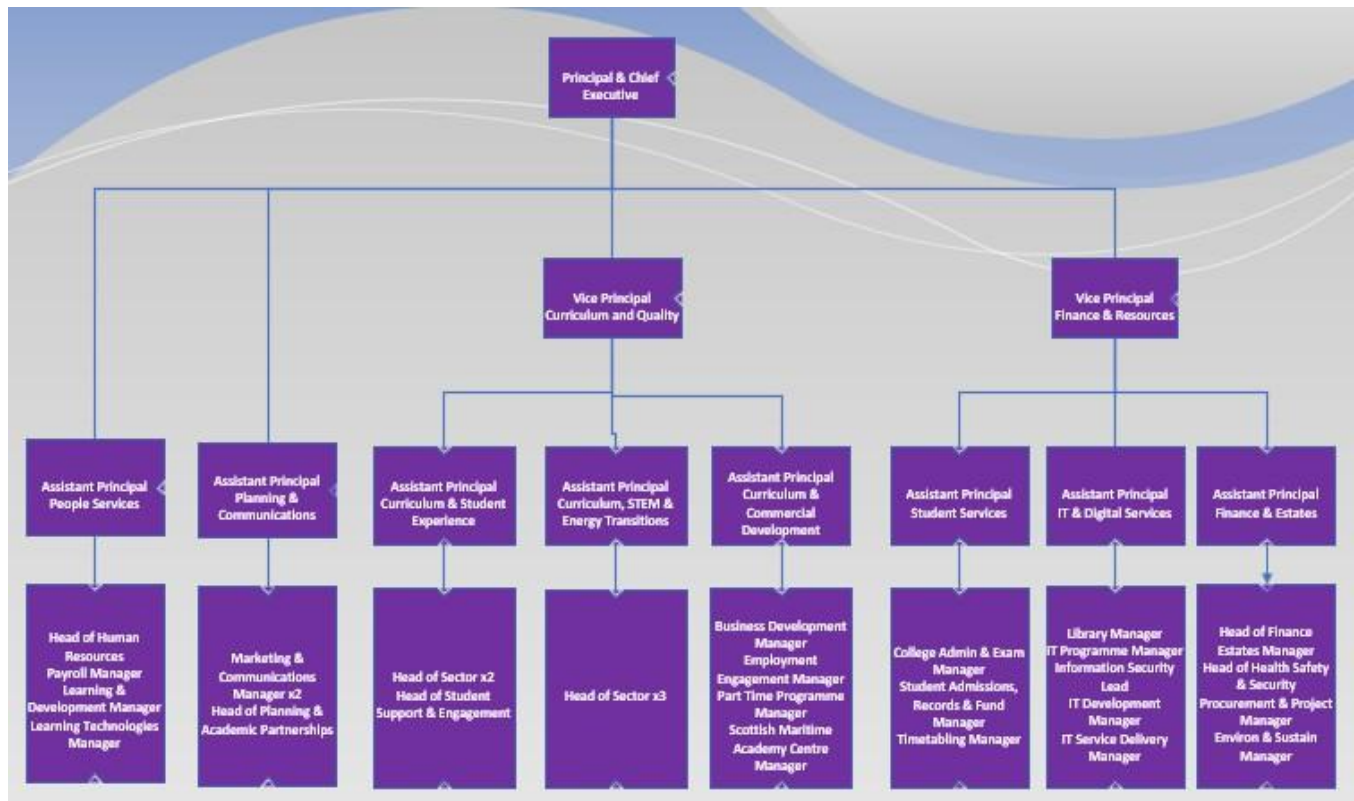 Principal & Chief
Executive
Vice Principal
Curriculum and Quality
Vice Principal
Finance & Resources
Assistant Principal
People Services
Assistant Principal
Planning &
Communications
Assistant Principal
Curriculum & Student
Experience
Assistant Principal
Curriculum, STEM &
Energy Transitions
Assistant Principal
Curriculum &
Commercial
Development
Assistant Principal
Student Services
Assistant Principal
IT & Digital Services
Assistant Principal
Finance & Estates
Head of Human
Resources
Payroll Manager
Learning &
Development Manager
Learning Technologies
Manager
Marketing &
Communications
Manager x2
Head of Planning &
Academic Partnerships
Head of Sector x2
Head of Student
Support & Engagement
Head of Sector x3
Business Development
Manager
Employment
Engagement Manager
Part Time Programme
Manager
Scottish Maritime
Academy Centre
Manager
College Admin & Exam
Manager
Student Admissions,
Records & Fund
Manager
Timetabling Manager
Library Manager
IT Programme Manager
Information Security
Lead
IT Development
Manager
IT Service Delivery
Manager
Head of Finance
Estates Manager
Head of Health Safety
& Security
Procurement & Project
Manager
Environ & Sustain
Manager